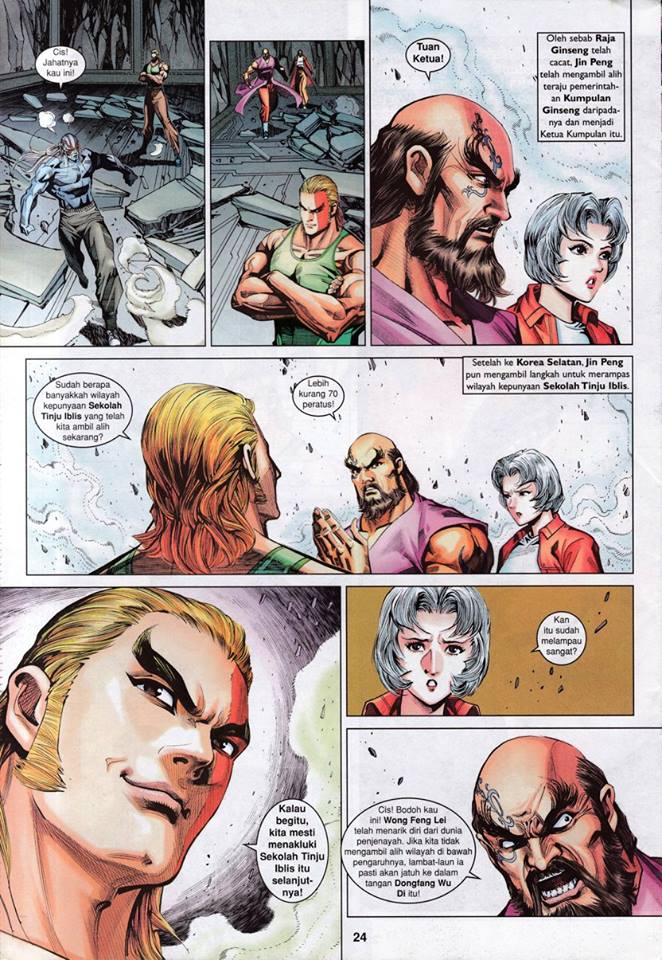 Cis!
Jahatnya
kau ini!
Tuan
Ketua!
Oleh sebab Raja
Ginseng telah
cacat, Jin Peng
telah mengambil alih
teraju pemerintah-
an Kumpulan
Ginseng daripada-
nya dan menjadi
Ketua Kumpulan itu.
Setelah ke Korea Selatan, Jin Peng
pun mengambil langkah untuk merampas
wilayah kepunyaan Sekolah Tinju Iblis.
Sudah berapa
banyakkah wilayah
kepunyaan Sekolah
Tinju Iblis yang telah
kita ambil alih
sekarang?
Lebih
kurang 70
peratus!
Kalau
begitu,
kita mesti
menakluki
Sekolah Tinju
Iblis itu
selanjut-
nya!
Kan
itu sudah
melampau
sangat?
Cis! Bodoh kau
ini! Wong Feng Lei
telah menarik diri dari dunia
penjenayah. Jika kita tidak
mengambil alih wilayah di bawah
pengaruhnya, lambat-laun ia
pasti akan jatuh ke dalam
tangan Dongfang Wu
Di itu!
24